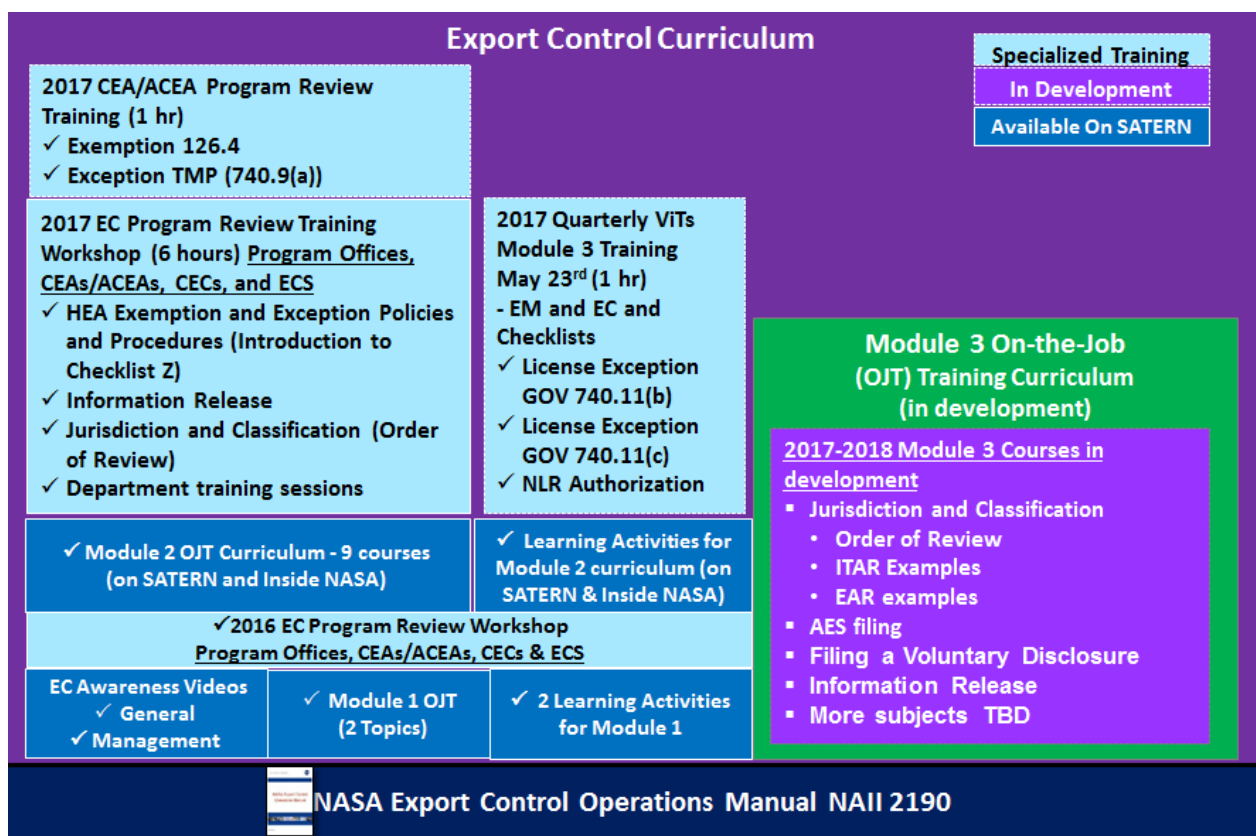 Export Control Curriculum
Specialized Training
In Development
Available On SATERN
2017 CEA/ACEA Program Review
Training (1 hr)
✓ Exemption 126.4
✓ Exception TMP (740.9(a))
2017 EC Program Review Training
Workshop (6 hours) Program Offices,
CEAs/ACEAs, CECs, and ECS
✓ HEA Exemption and Exception Policies
and Procedures (Introduction to
Checklist Z)
✓ Information Release
✓ Jurisdiction and Classification (Order
of Review)
✓ Department training sessions
2017 Quarterly ViTs
Module 3 Training
May 23rd (1 hr)
- EM and EC and
Checklists
✓ License Exception
GOV 740.11(b)
✓ License Exception
GOV 740.11(c)
✓ NLR Authorization
Module 3 On-the-Job
(OJT) Training Curriculum
(in development)
2017-2018 Module 3 Courses in
development
▪ Jurisdiction and Classification
• Order of Review
• ITAR Examples
• EAR examples
▪ AES filing
▪ Filing a Voluntary Disclosure
▪ Information Release
▪ More subjects TBD
✓ Module 2 OJT Curriculum - 9 courses
(on SATERN and Inside NASA)
✓ Learning Activities for
Module 2 curriculum (on
SATERN & Inside NASA)
✓2016 EC Program Review Workshop
Program Offices, CEAs/ACEAs, CECs & ECS
EC Awareness Videos
✓ General
✓ Management
✓ Module 1 OJT
(2 Topics)
✓ 2 Learning Activities
for Module 1
NASA Export Control Operations Manual NAII 2190